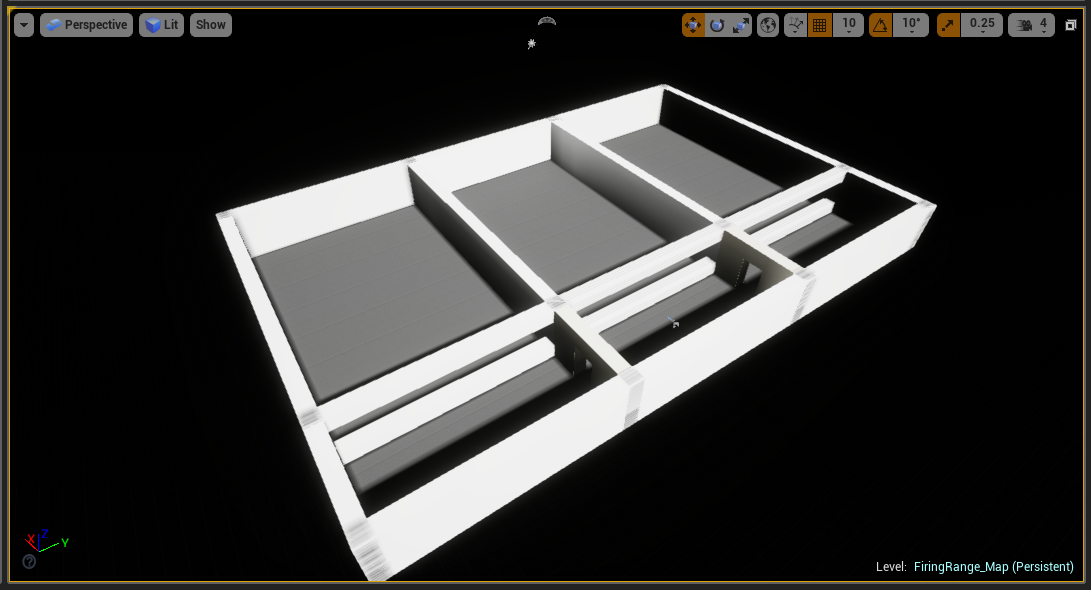 Perspective Lit Show 10 10° 0.25 4
X Z Y
?
Level: FiringRange_Map (Persistent)